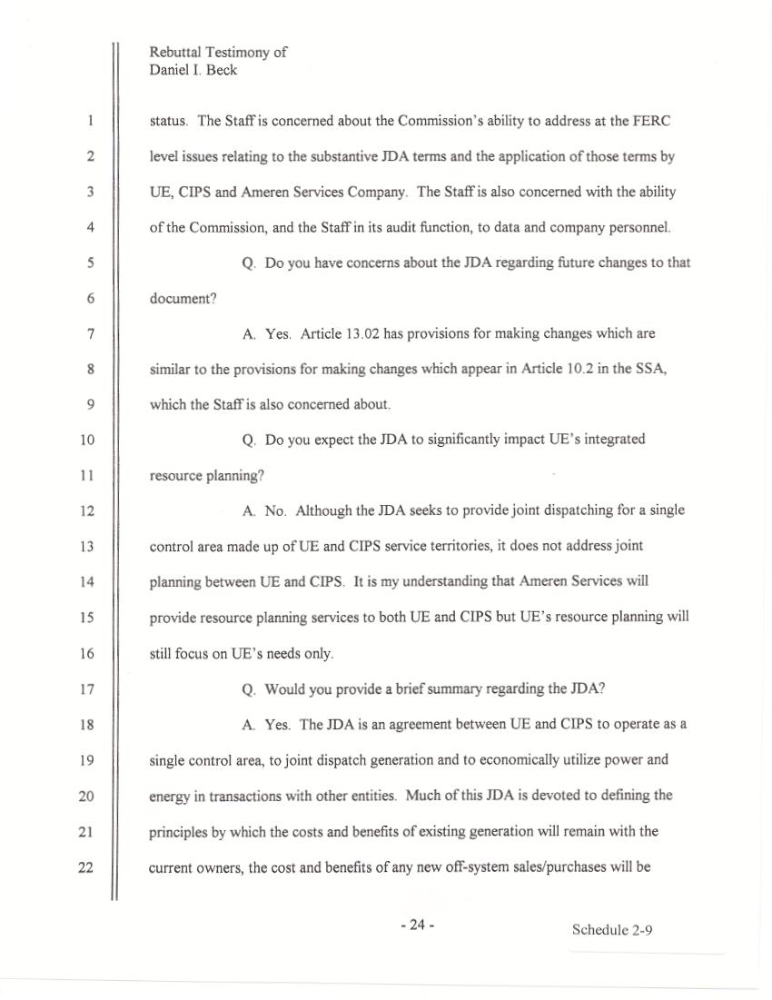 Rebuttal Testimony of
Daniel I. Beck
1 status. The Staff is concerned about the Commission's ability to address at the FERC
2 level issues relating to the substantive JDA terms and the application of those terms by
3 UE, CIPS and Ameren Services Company. The Staff is also concerned with the ability
4 of the Commission, and the Staff in its audit function, to data and company personnel.
5 Q. Do you have concerns about the JDA regarding future changes to that
6 document?
7 A. Yes. Article 13.02 has provisions for making changes which are
8 similar to the provisions for making changes which appear in Article 10.2 in the SSA,
9 which the Staff is also concerned about.
10 Q. Do you expect the JDA to significantly impact UE's integrated
11 resource planning?
12 A. No. Although the JDA seeks to provide joint dispatching for a single
13 control area made up of UE and CIPS service territories, it does not address joint
14 planning between UE and CIPS. It is my understanding that Ameren Services will
15 provide resource planning services to both UE and CIPS but UE's resource planning will
16 still focus on UE's needs only.
17 Q. Would you provide a brief summary regarding the JDA?
18 A. Yes. The JDA is an agreement between UE and CIPS to operate as a
19 single control area, to joint dispatch generation and to economically utilize power and
20 energy in transactions with other entities. Much of this JDA is devoted to defining the
21 principles by which the costs and benefits of existing generation will remain with the
22 current owners, the cost and benefits of any new off-system sales/purchases will be
- 24 -
Schedule 2-9